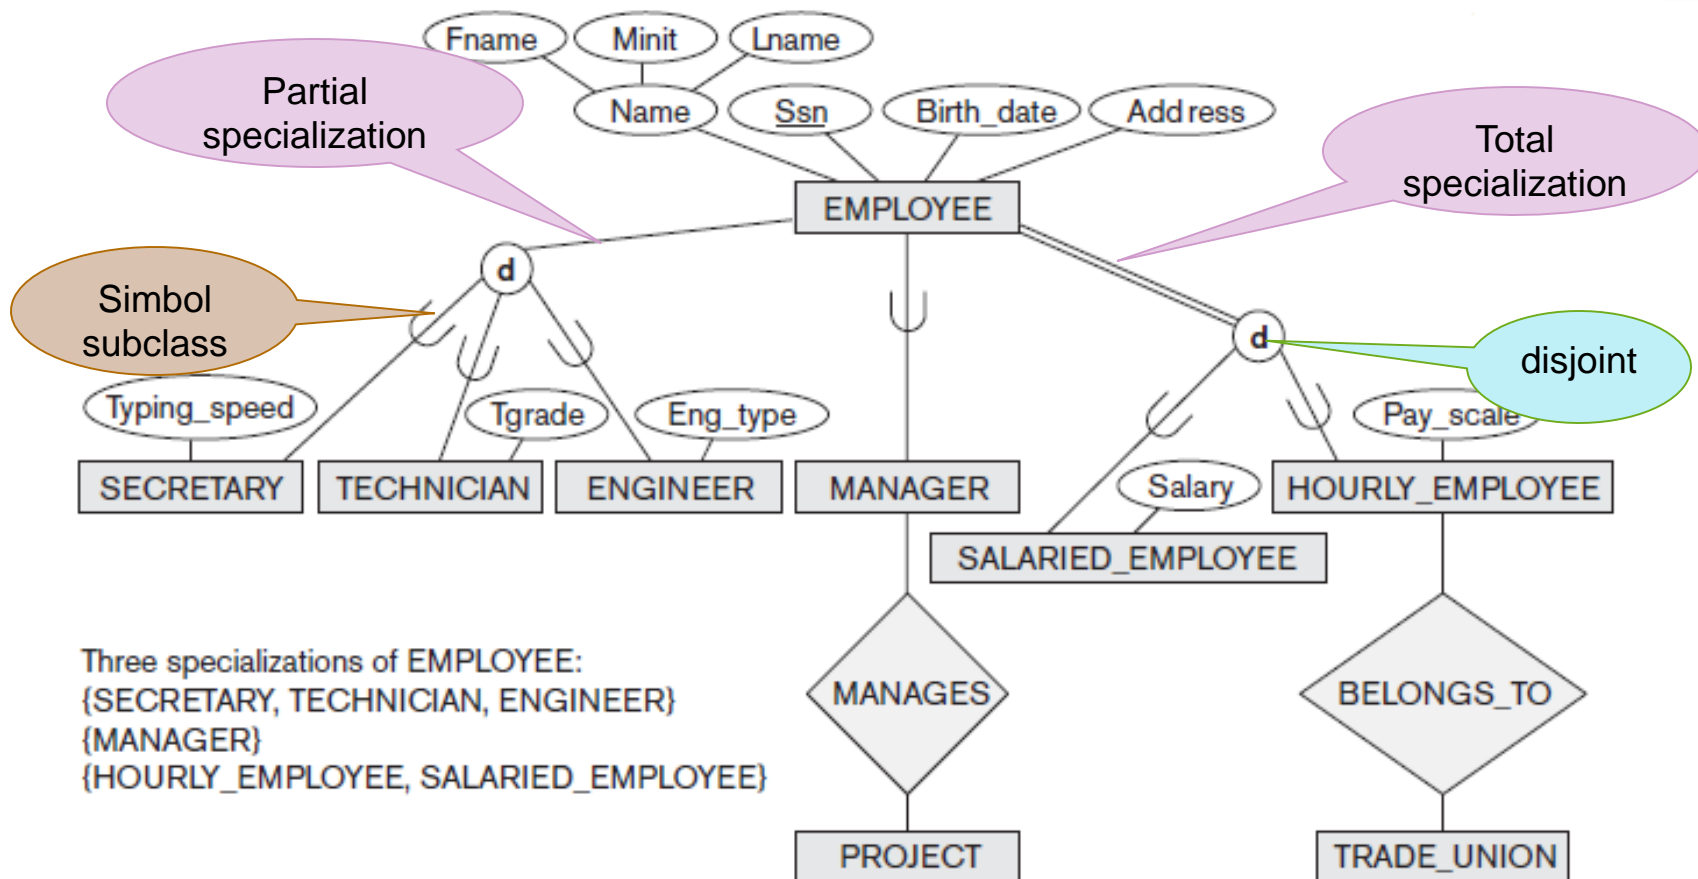 Fname Minit Lname
Partial
specialization
Name Ssn Birth_date Address
Total
specialization
EMPLOYEE
d
Simbol
subclass
d
disjoint
Typing_speed Tgrade Eng_type Pay_scale
SECRETARY TECHNICIAN ENGINEER MANAGER Salary HOURLY_EMPLOYEE
SALARIED_EMPLOYEE
Three specializations of EMPLOYEE:
{SECRETARY, TECHNICIAN, ENGINEER}
{MANAGER}
{HOURLY_EMPLOYEE, SALARIED_EMPLOYEE}
MANAGES BELONGS_TO
PROJECT TRADE_UNION